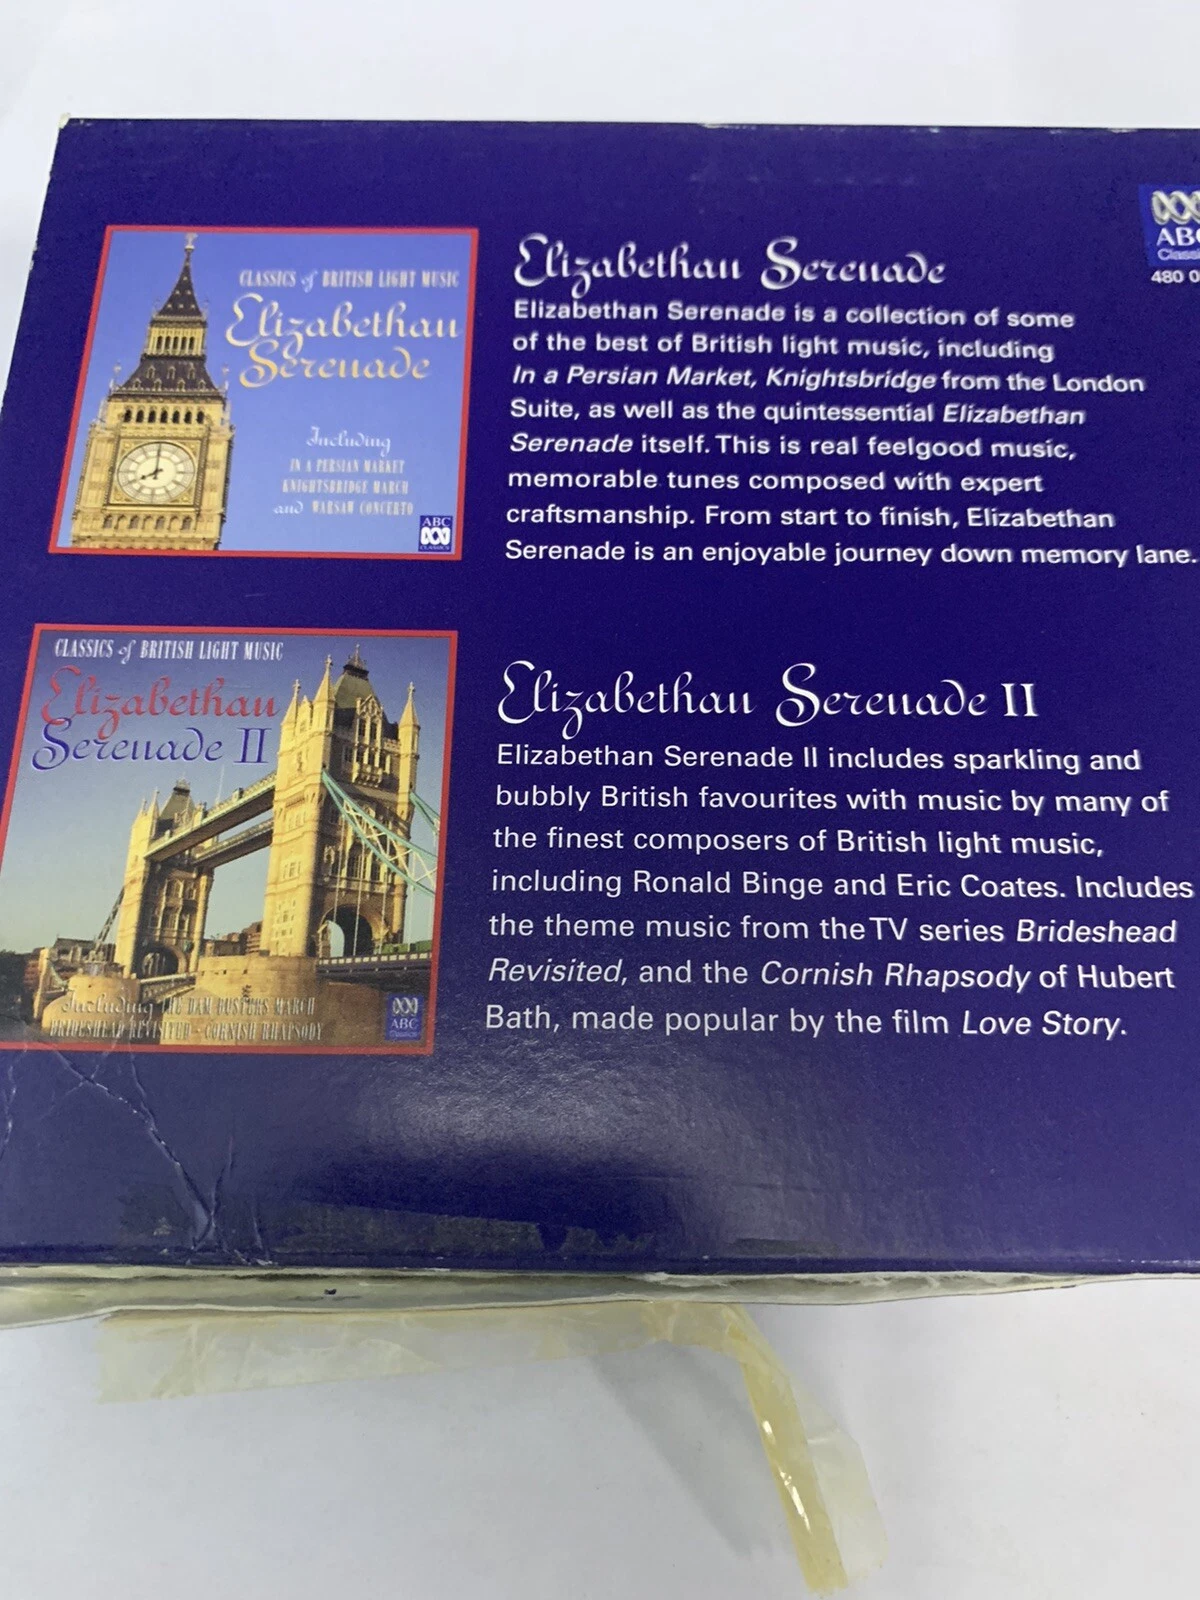 CLASSICS of BRITISH LIGHT MUSIC
Elizabethan
Serenade
Including
IN A PERSIAN MARKET
KNIGHTSBRIDGE MARCH
and WARSAW CONCERTO
ABC
CLASSICS
Elizabethan Serenade
Elizabethan Serenade is a collection of some
of the best of British light music, including
In a Persian Market, Knightsbridge from the London
Suite, as well as the quintessential Elizabethan
Serenade itself. This is real feelgood music,
memorable tunes composed with expert
craftsmanship. From start to finish, Elizabethan
Serenade is an enjoyable journey down memory lane.
ABC
480
CLASSICS of BRITISH LIGHT MUSIC
Elizabethan
Serenade II
Including THE DAM BUSTERS MARCH
BRIDESHEAD REVISITED - CORNISH RHAPSODY
ABC
Classics
Elizabethan Serenade II
Elizabethan Serenade II includes sparkling and
bubbly British favourites with music by many of
the finest composers of British light music,
including Ronald Binge and Eric Coates. Includes
the theme music from the TV series Brideshead
Revisited, and the Cornish Rhapsody of Hubert
Bath, made popular by the film Love Story.